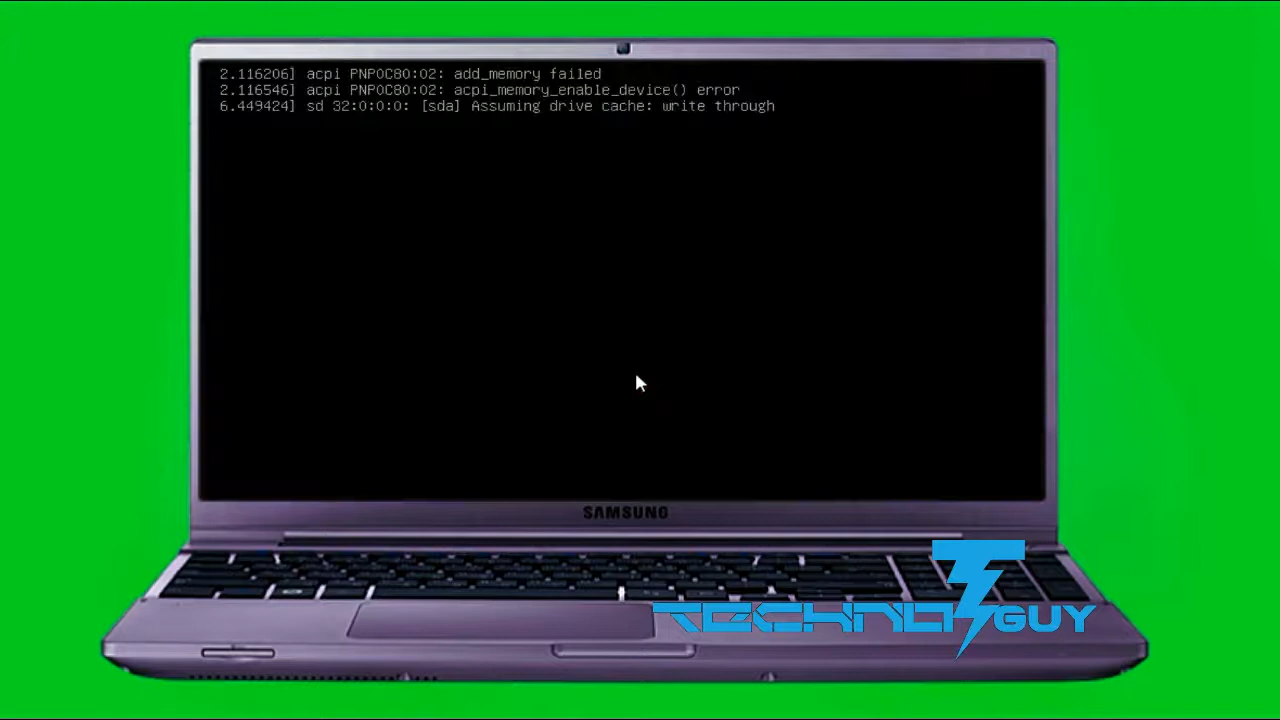 2.116206] acpi PNP0C80:02: add_memory failed
2.116546] acpi PNP0C80:02: acpi_memory_enable_device() error
6.449424] sd 32:0:0:0: [sda] Assuming drive cache: write through
SAMSUNG
TECHNO GUY